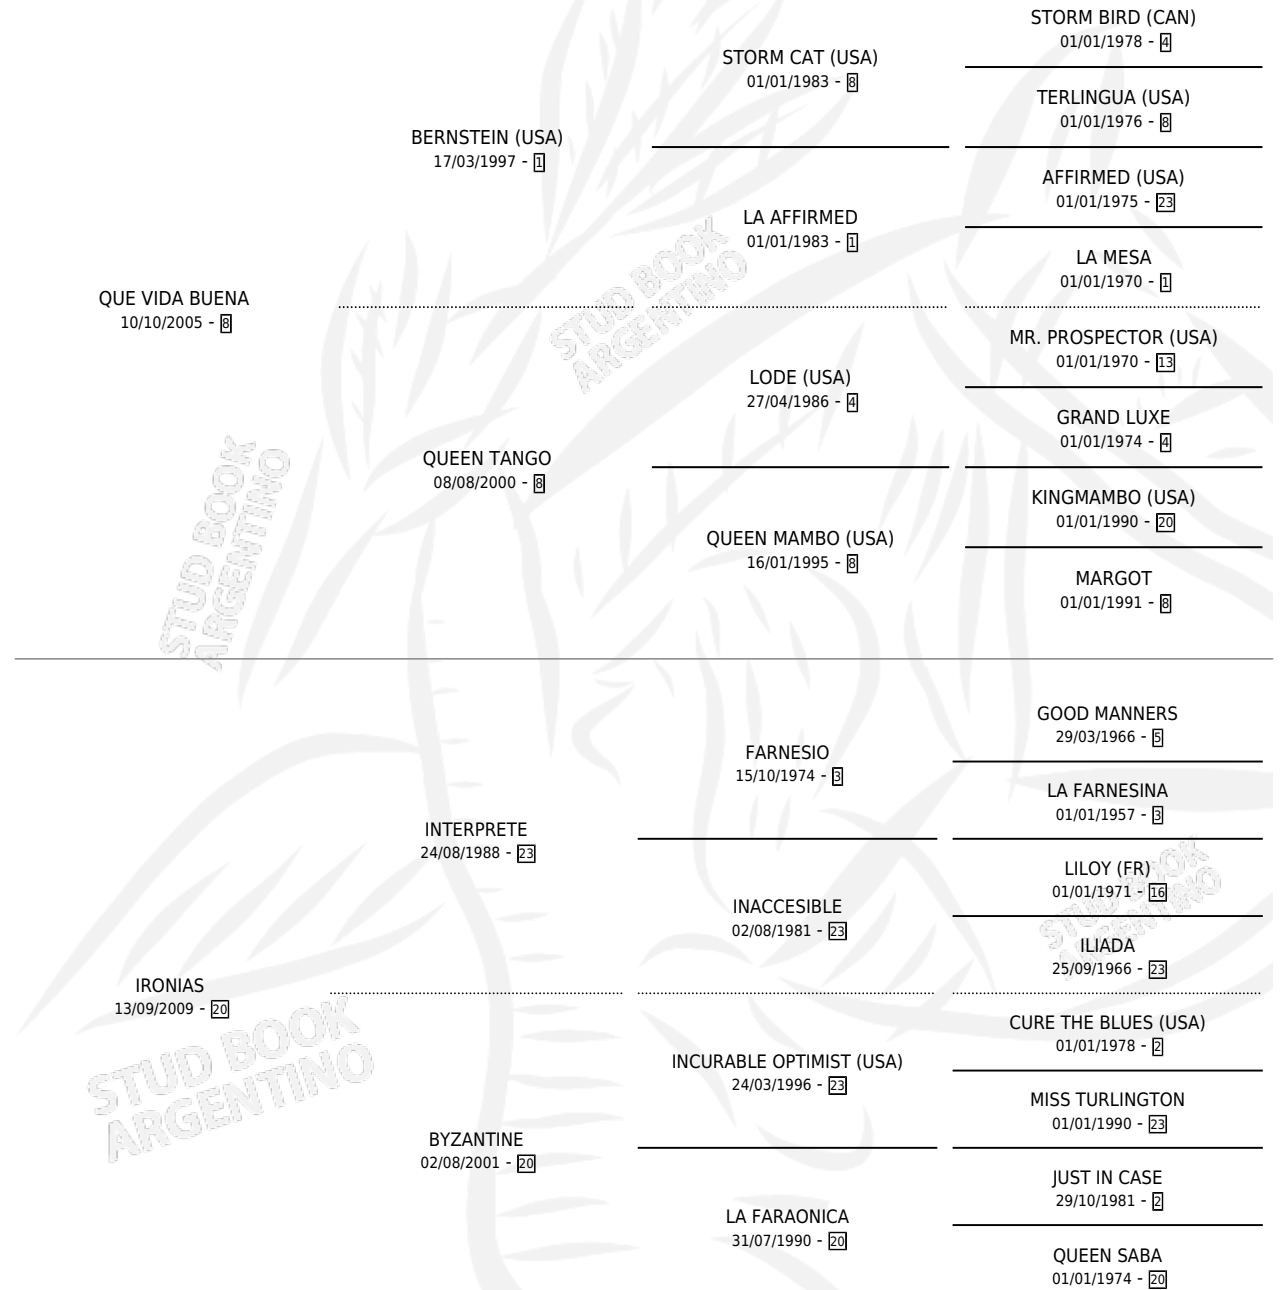 STORM BIRD (CAN)
01/01/1978 - 4
STORM CAT (USA)
01/01/1983 - 8
TERLINGUA (USA)
01/01/1976 - 8
BERNSTEIN (USA)
17/03/1997 - 1
AFFIRMED (USA)
01/01/1975 - 23
LA AFFIRMED
01/01/1983 - 1
LA MESA
01/01/1970 - 1
QUE VIDA BUENA
10/10/2005 - 8
MR. PROSPECTOR (USA)
01/01/1970 - 13
LODE (USA)
27/04/1986 - 4
GRAND LUXE
01/01/1974 - 4
QUEEN TANGO
08/08/2000 - 8
KINGMAMBO (USA)
01/01/1990 - 20
QUEEN MAMBO (USA)
16/01/1995 - 8
MARGOT
01/01/1991 - 8
STUD BOOK
ARGENTINO
STUD BOOK
ARGENTINO
GOOD MANNERS
29/03/1966 - 5
FARNESIO
15/10/1974 - 3
LA FARNESINA
01/01/1957 - 3
INTERPRETE
24/08/1988 - 23
LILOY (FR)
01/01/1971 - 16
INACCESIBLE
02/08/1981 - 23
ILIADA
25/09/1966 - 23
IRONIAS
13/09/2009 - 20
CURE THE BLUES (USA)
01/01/1978 - 2
INCURABLE OPTIMIST (USA)
24/03/1996 - 23
MISS TURLINGTON
01/01/1990 - 23
BYZANTINE
02/08/2001 - 20
JUST IN CASE
29/10/1981 - 2
LA FARAONICA
31/07/1990 - 20
QUEEN SABA
01/01/1974 - 20
STUD BOOK
ARGENTINO
STUD BOOK
ARGENTINO